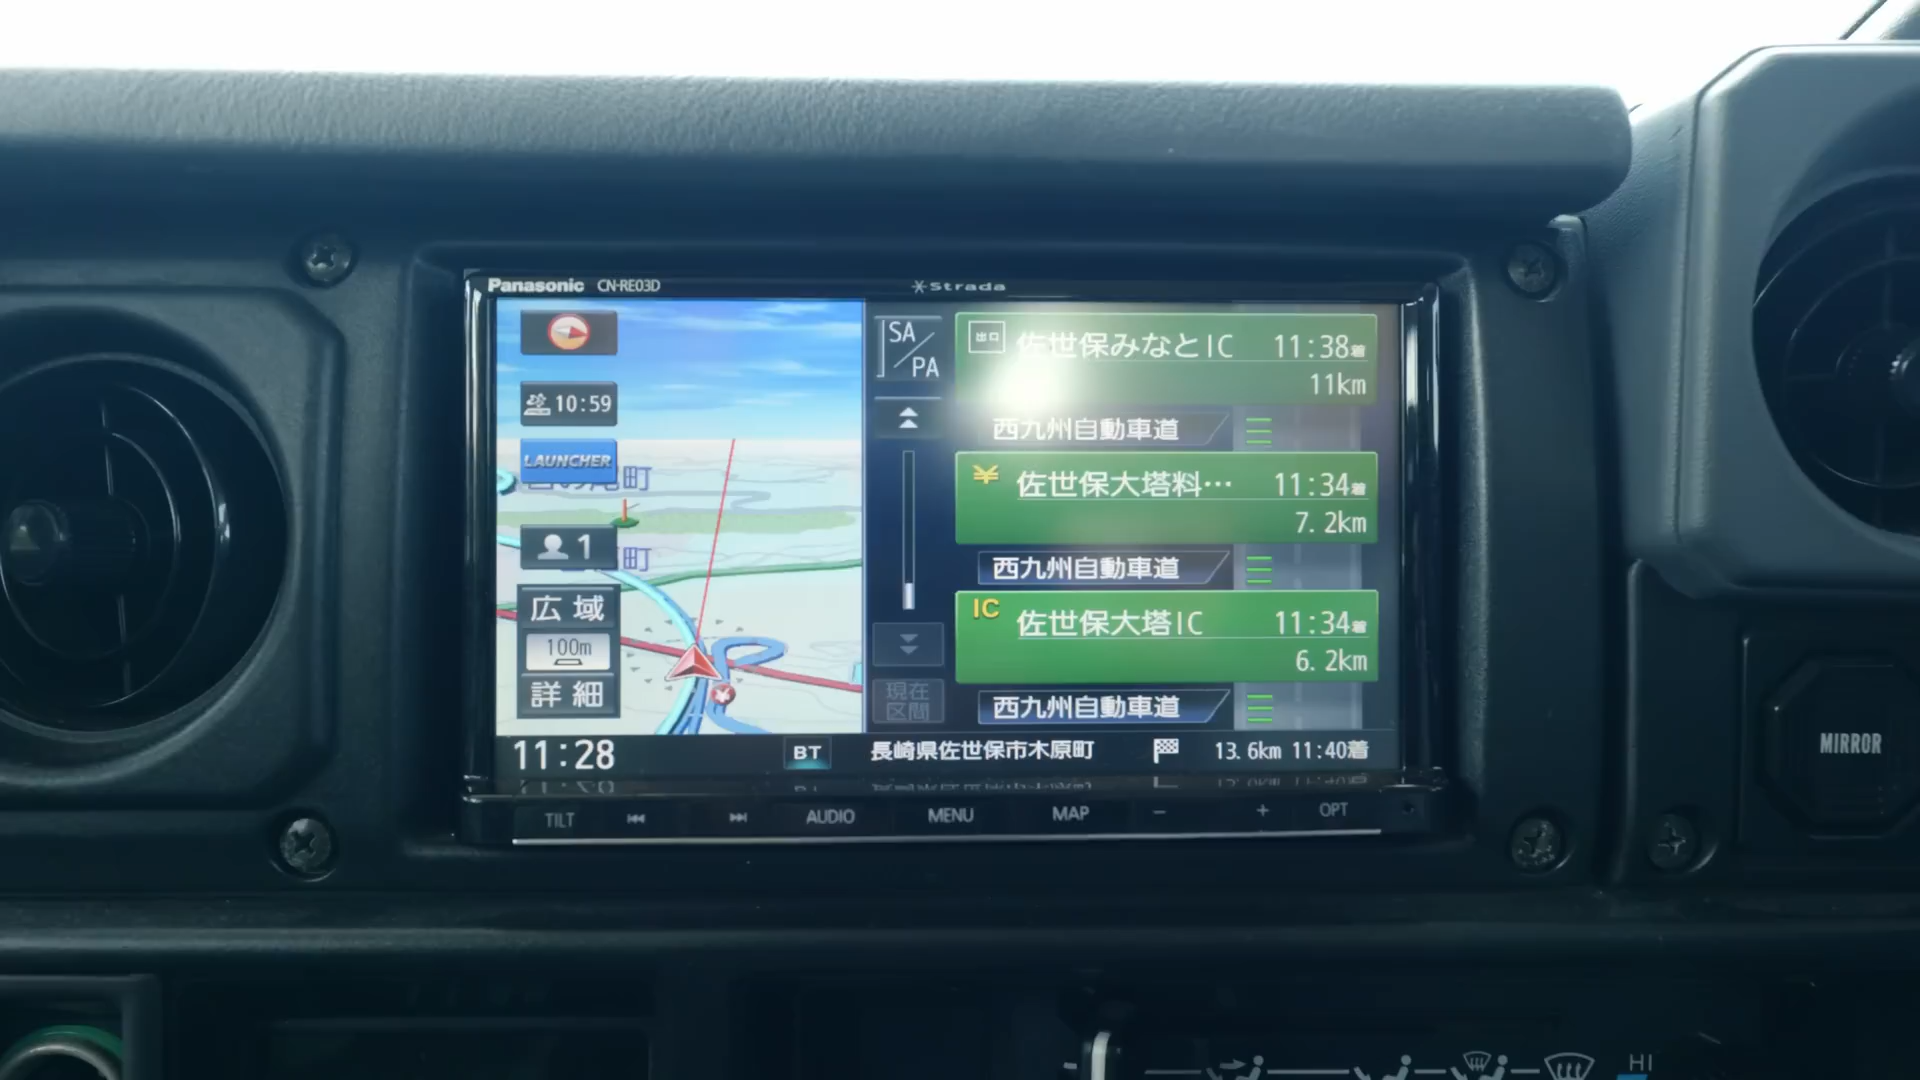 Panasonic CN-RE03D
Strada
SA/PA
出口 佐世保みなとIC 11:38着
11km
西九州自動車道
¥ 佐世保大塔料… 11:34着
7.2km
西九州自動車道
IC 佐世保大塔IC 11:34着
6.2km
西九州自動車道
10:59
LAUNCHER
町
1
町
広域
100m
詳細
現在
区間
11:28
BT
長崎県佐世保市木原町
13.6km 11:40着
TILT
AUDIO
MENU
MAP
−
+
OPT
MIRROR
HI